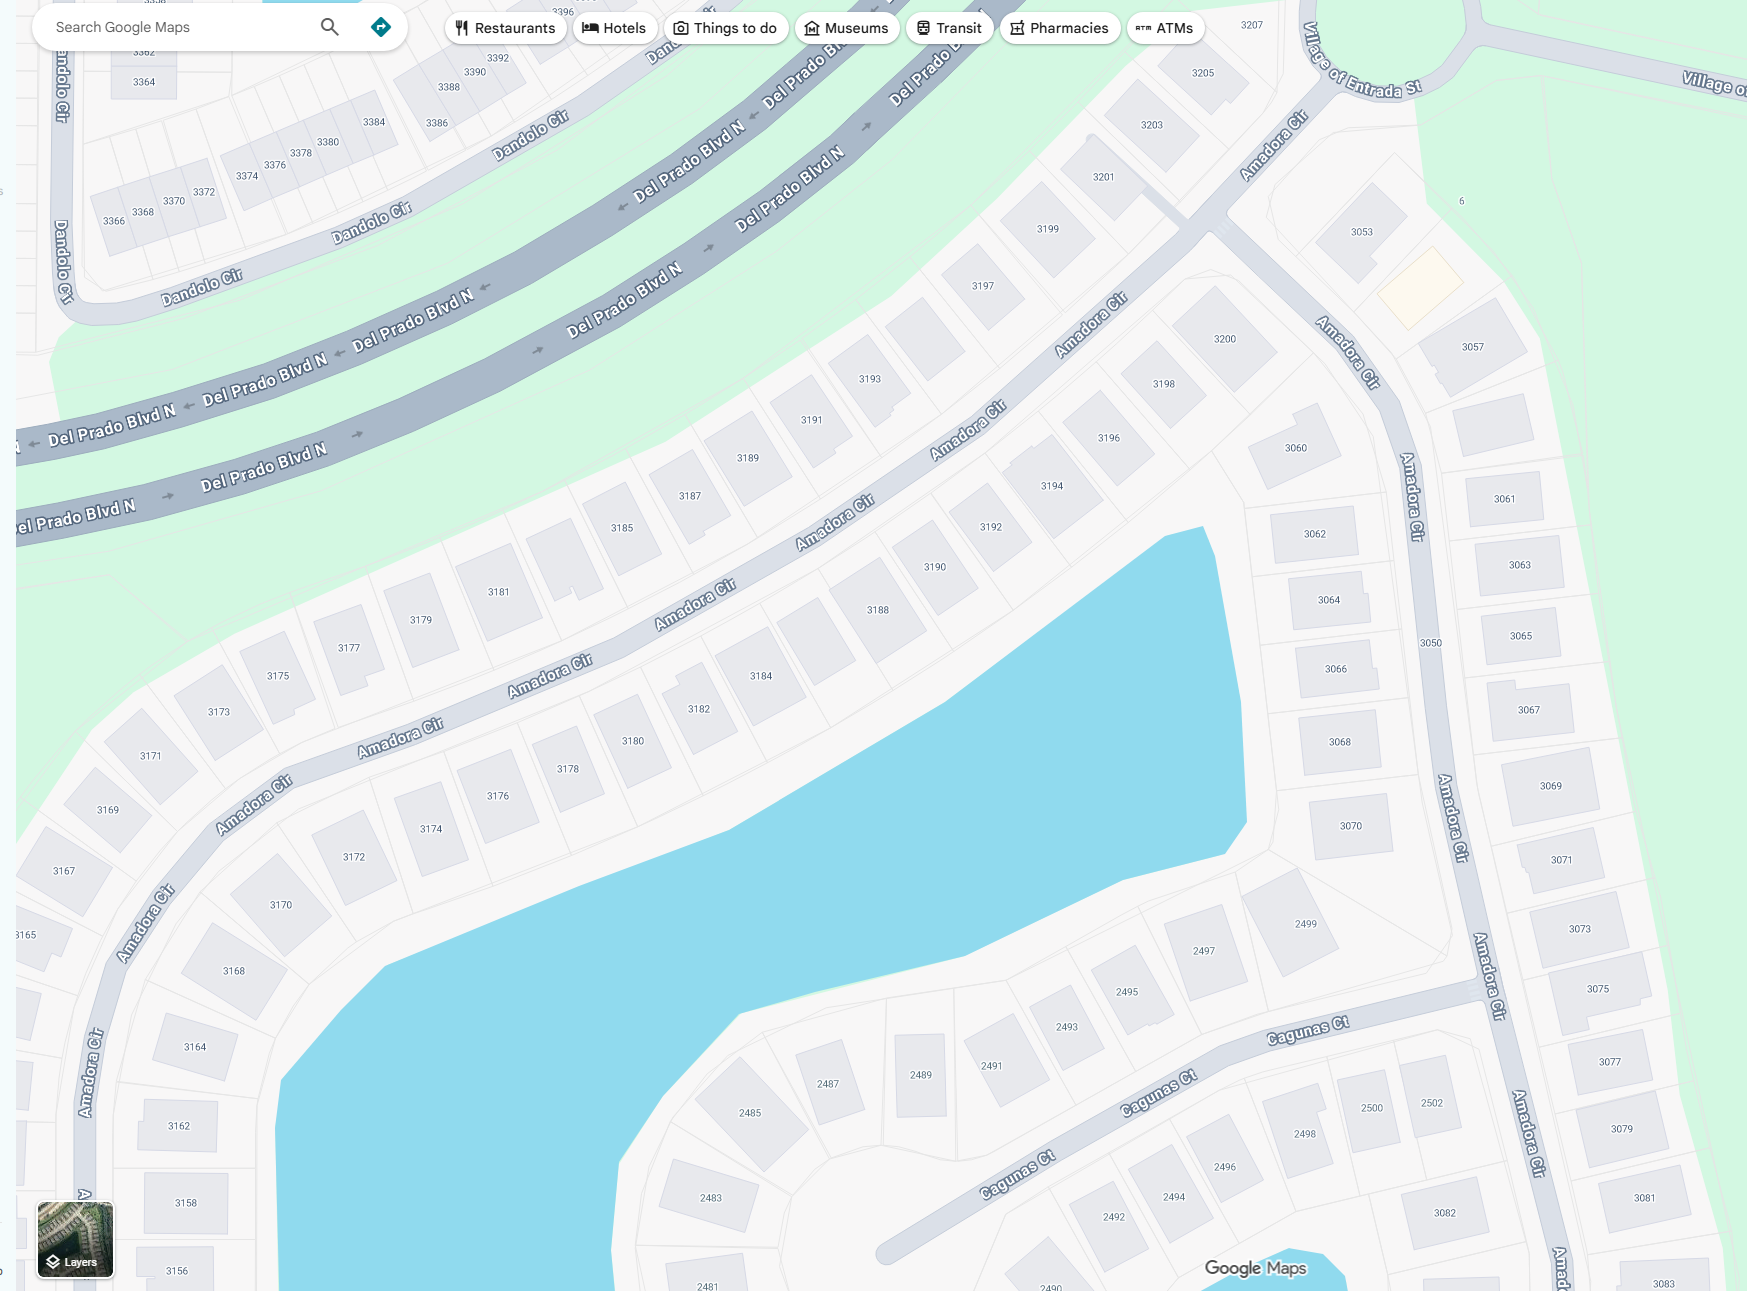 Search Google Maps
Restaurants
Hotels
Things to do
Museums
Transit
Pharmacies
ATMs
3362
3364
3366
3368
3370
3372
3374
3376
3378
3380
3384
3386
3388
3390
3392
3396
Dandolo Cir
Dandolo Cir
Dandolo Cir
Dandolo Cir
Dandolo Cir
Del Prado Blvd N
Del Prado Blvd N
Del Prado Blvd N
Del Prado Blvd N
Del Prado Blvd N
Del Prado Blvd N
Del Prado Blvd N
Del Prado Blvd N
Village of Entrada St
Village of
3207
3205
3203
3201
3199
3197
3193
3191
3189
3187
3185
3181
3179
3177
3175
3173
3171
3169
3167
3165
Amadora Cir
Amadora Cir
Amadora Cir
Amadora Cir
Amadora Cir
Amadora Cir
Amadora Cir
Amadora Cir
Amadora Cir
Amadora Cir
3200
3198
3196
3194
3192
3190
3188
3184
3182
3180
3178
3176
3174
3172
3170
3168
3164
3162
3158
3156
6
3053
3057
3060
3061
3062
3063
3064
3065
3050
3066
3067
3068
3069
3070
3071
3073
3075
3077
3079
3081
3082
3083
Amadora Cir
Amadora Cir
Amadora Cir
Amadora Cir
Amadora Cir
2499
2497
2495
2493
2491
2489
2487
2485
2483
2481
Cagunas Ct
Cagunas Ct
Cagunas Ct
2502
2500
2498
2496
2494
2492
2490
Layers
Google Maps